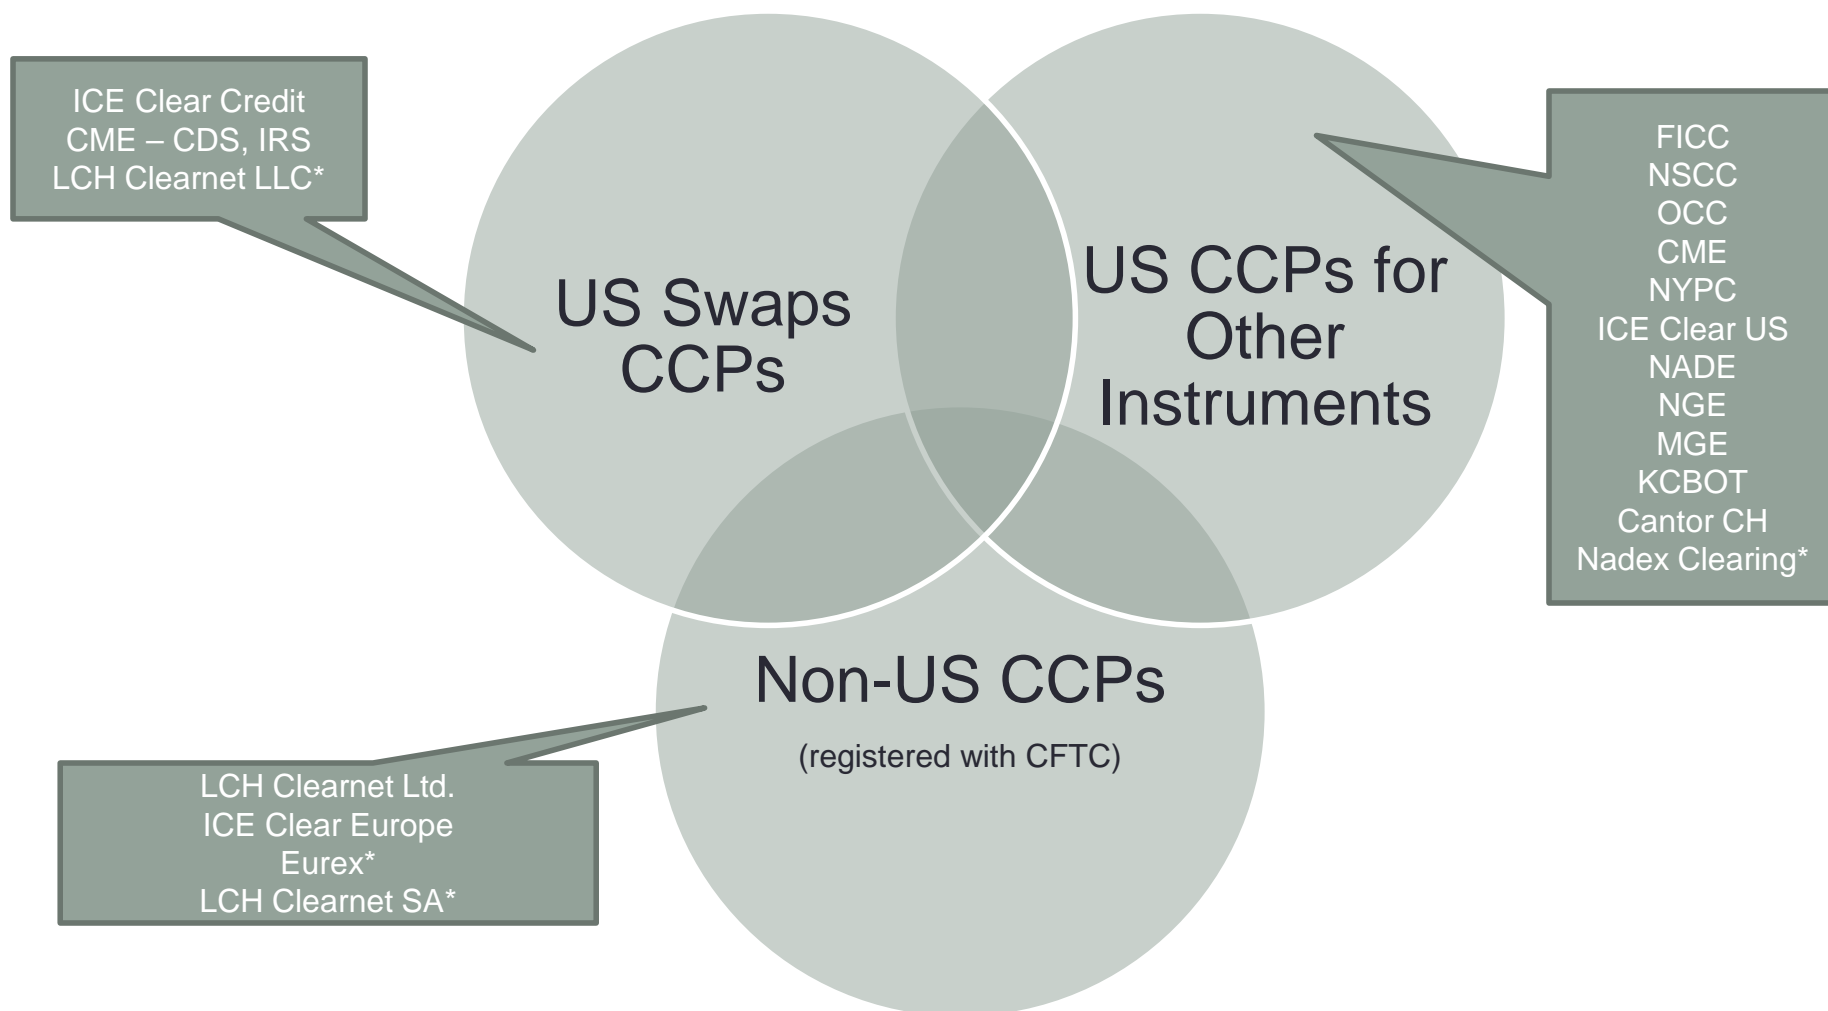 ICE Clear Credit
CME – CDS, IRS
LCH Clearnet LLC*
US Swaps
CCPs
US CCPs for
Other
Instruments
FICC
NSCC
OCC
CME
NYPC
ICE Clear US
NADE
NGE
MGE
KCBOT
Cantor CH
Nadex Clearing*
Non-US CCPs
(registered with CFTC)
LCH Clearnet Ltd.
ICE Clear Europe
Eurex*
LCH Clearnet SA*